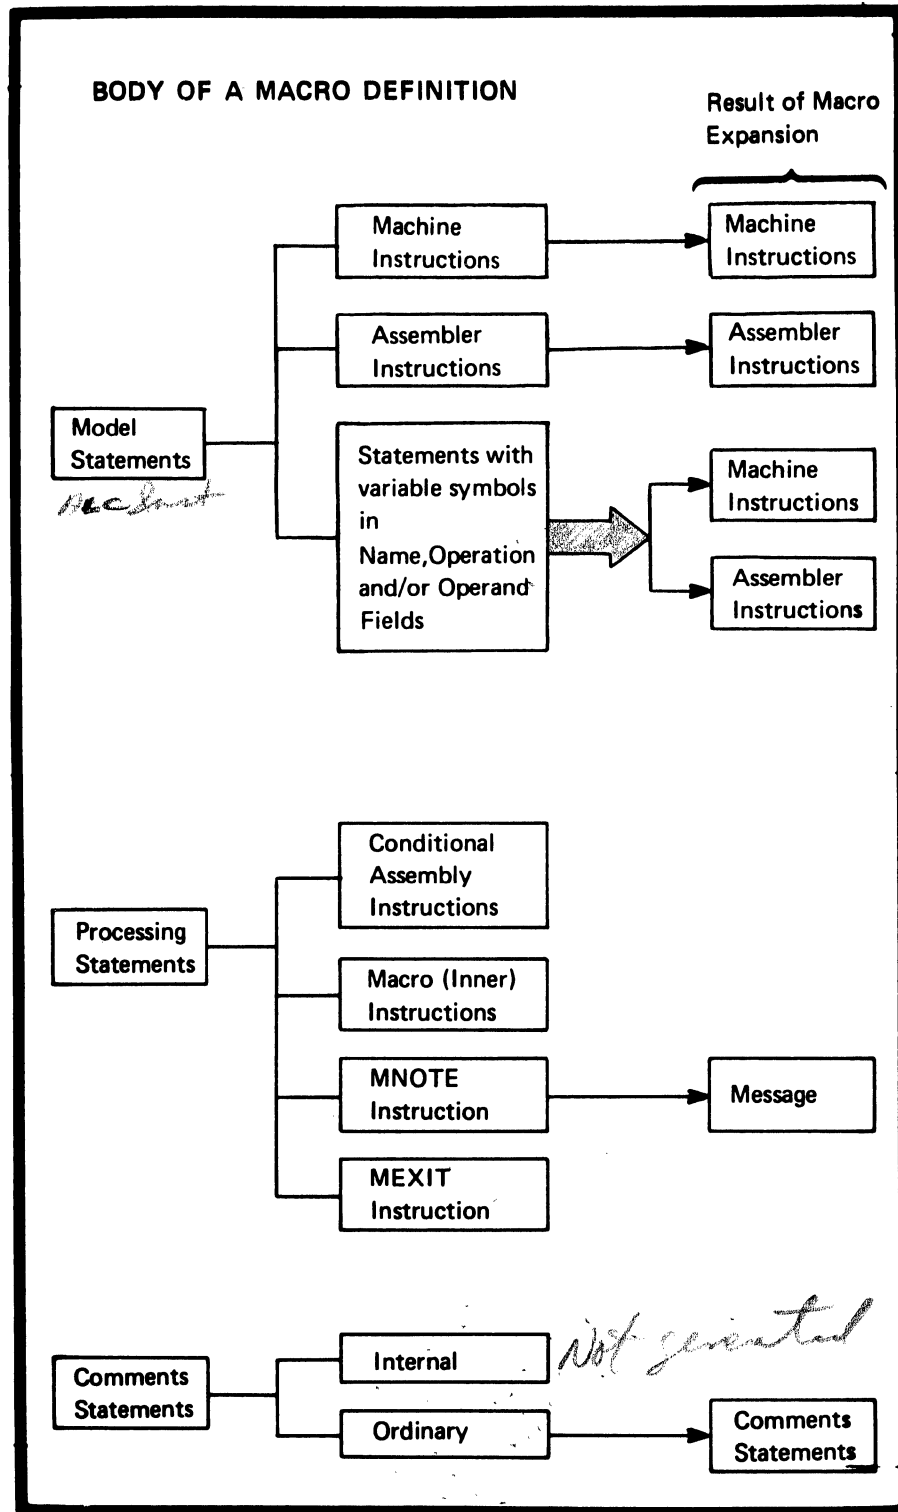 BODY OF A MACRO DEFINITION
Result of Macro
Expansion
Machine
Instructions
Machine
Instructions
Assembler
Instructions
Assembler
Instructions
Model
Statements
Statements with
variable symbols
in
Name,Operation
and/or Operand
Fields
Machine
Instructions
Assembler
Instructions
Conditional
Assembly
Instructions
Processing
Statements
Macro (Inner)
Instructions
MNOTE
Instruction
Message
MEXIT
Instruction
Not generated
Internal
Comments
Statements
Ordinary
Comments
Statements